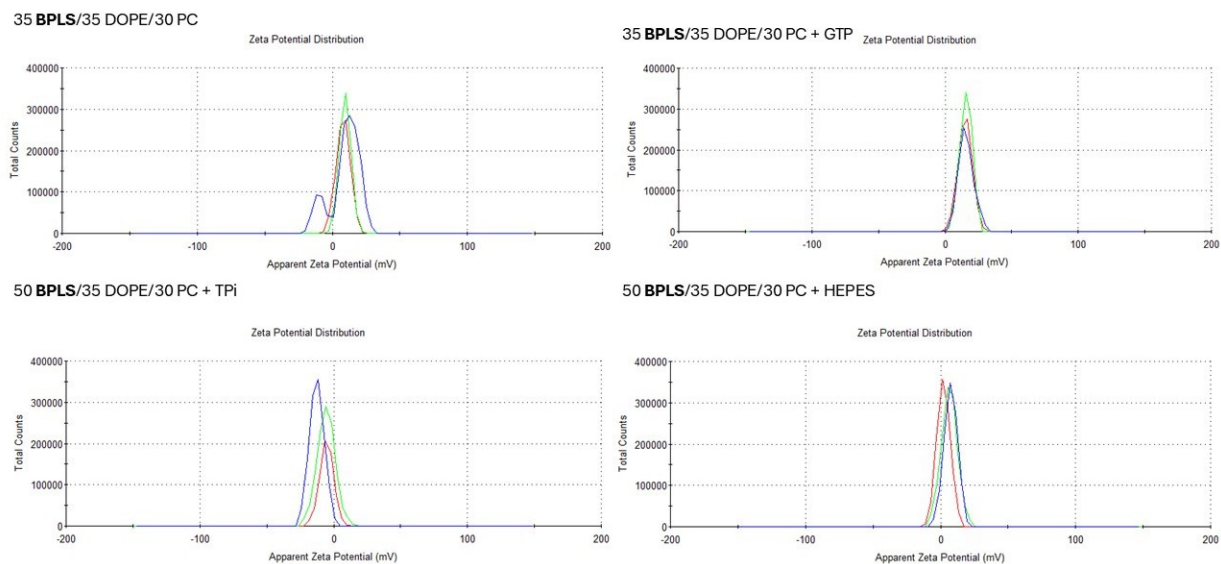 35 BPLS/35 DOPE/30 PC
Zeta Potential Distribution
400000
300000
200000
100000
0
Total Counts
-200
-100
0
100
200
Apparent Zeta Potential (mV)
35 BPLS/35 DOPE/30 PC + GTP
Zeta Potential Distribution
400000
300000
200000
100000
0
Total Counts
-200
-100
0
100
200
Apparent Zeta Potential (mV)
50 BPLS/35 DOPE/30 PC + TPi
Zeta Potential Distribution
400000
300000
200000
100000
0
Total Counts
-200
-100
0
100
200
Apparent Zeta Potential (mV)
50 BPLS/35 DOPE/30 PC + HEPES
Zeta Potential Distribution
400000
300000
200000
100000
0
Total Counts
-200
-100
0
100
200
Apparent Zeta Potential (mV)